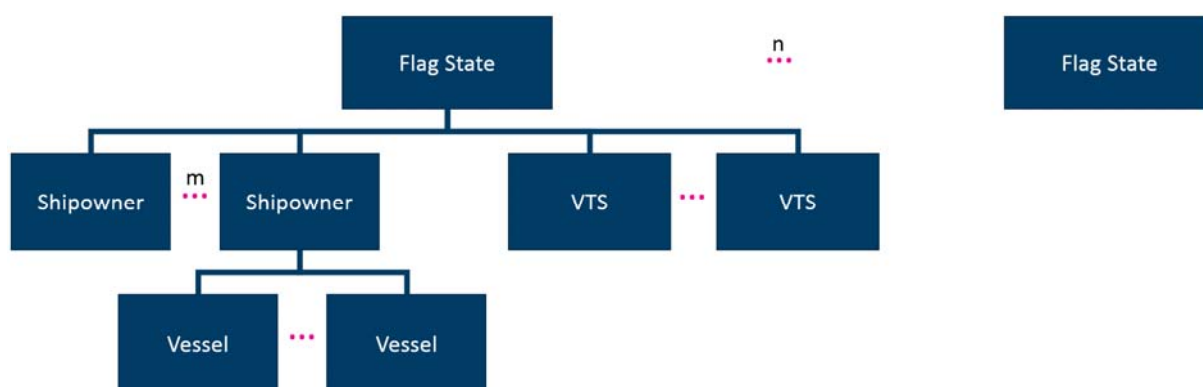 Flag State
n
...
Flag State
Shipowner
m
...
Shipowner
VTS
...
VTS
Vessel
...
Vessel